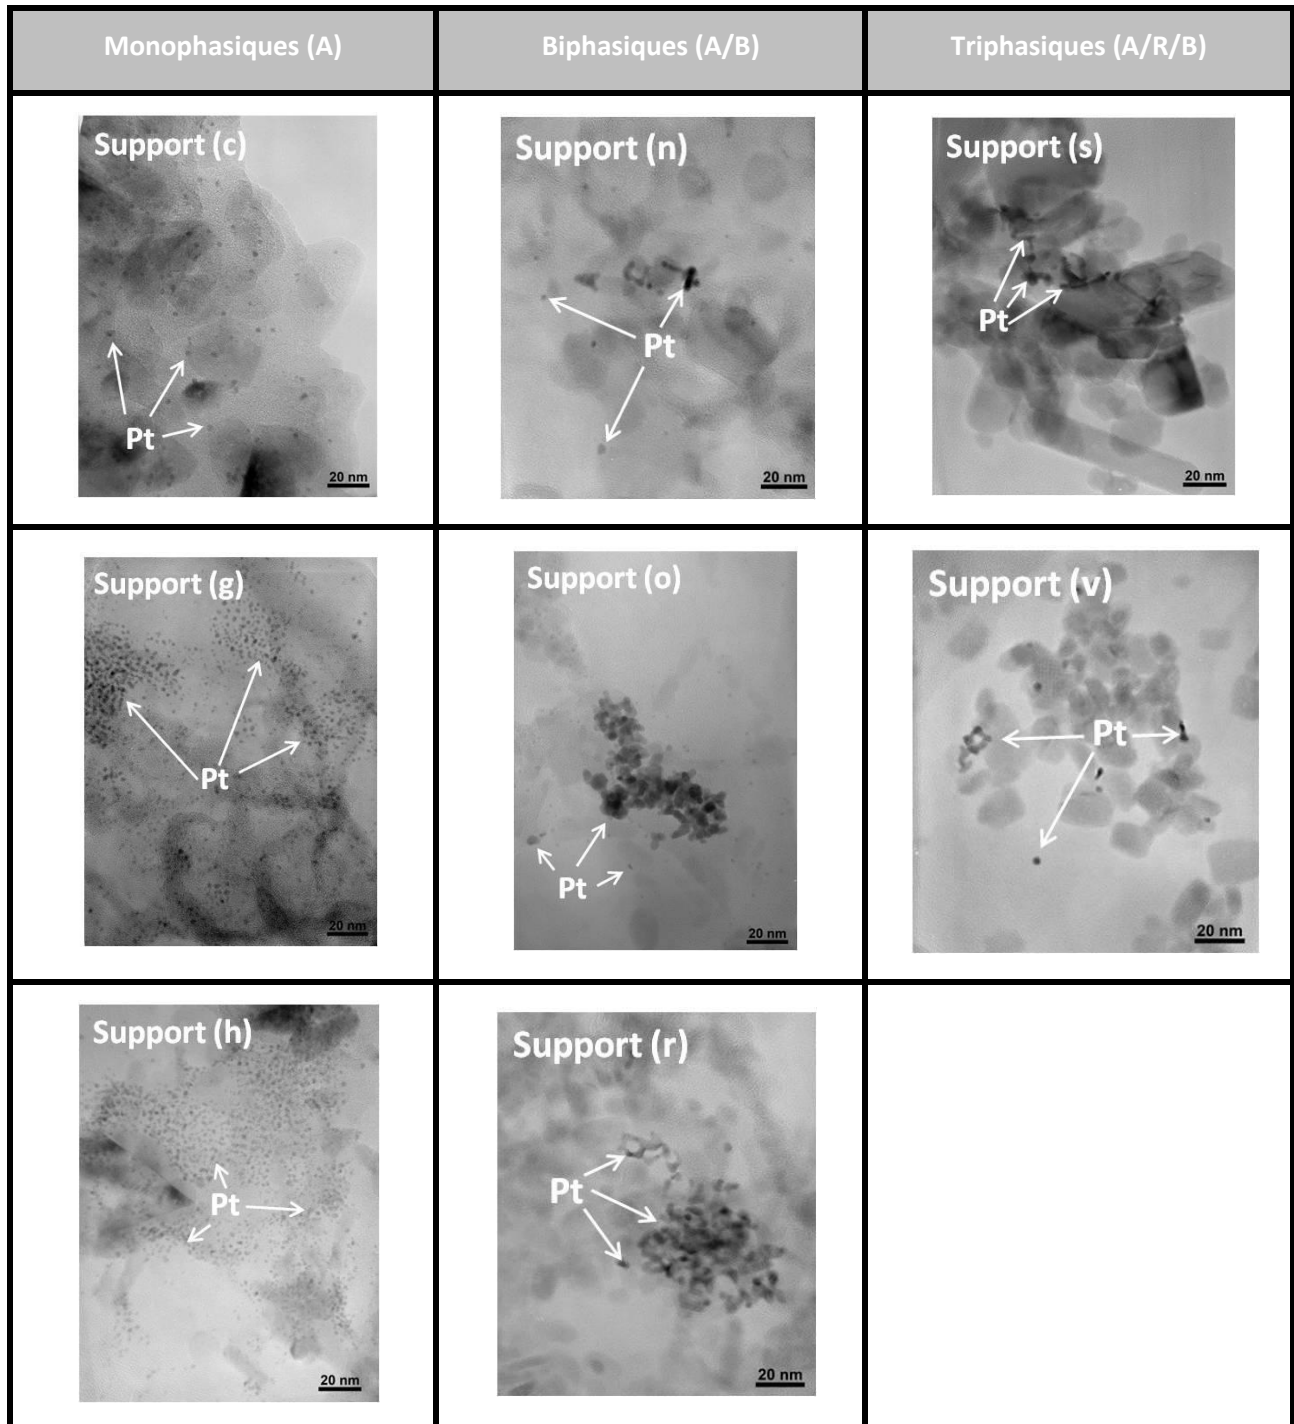 Monophasiques (A)
Biphasiques (A/B)
Triphasiques (A/R/B)
Support (c)
Pt
20 nm
Support (n)
Pt
20 nm
Support (s)
Pt
20 nm
Support (g)
Pt
20 nm
Support (o)
Pt
20 nm
Support (v)
Pt
20 nm
Support (h)
Pt
20 nm
Support (r)
Pt
20 nm